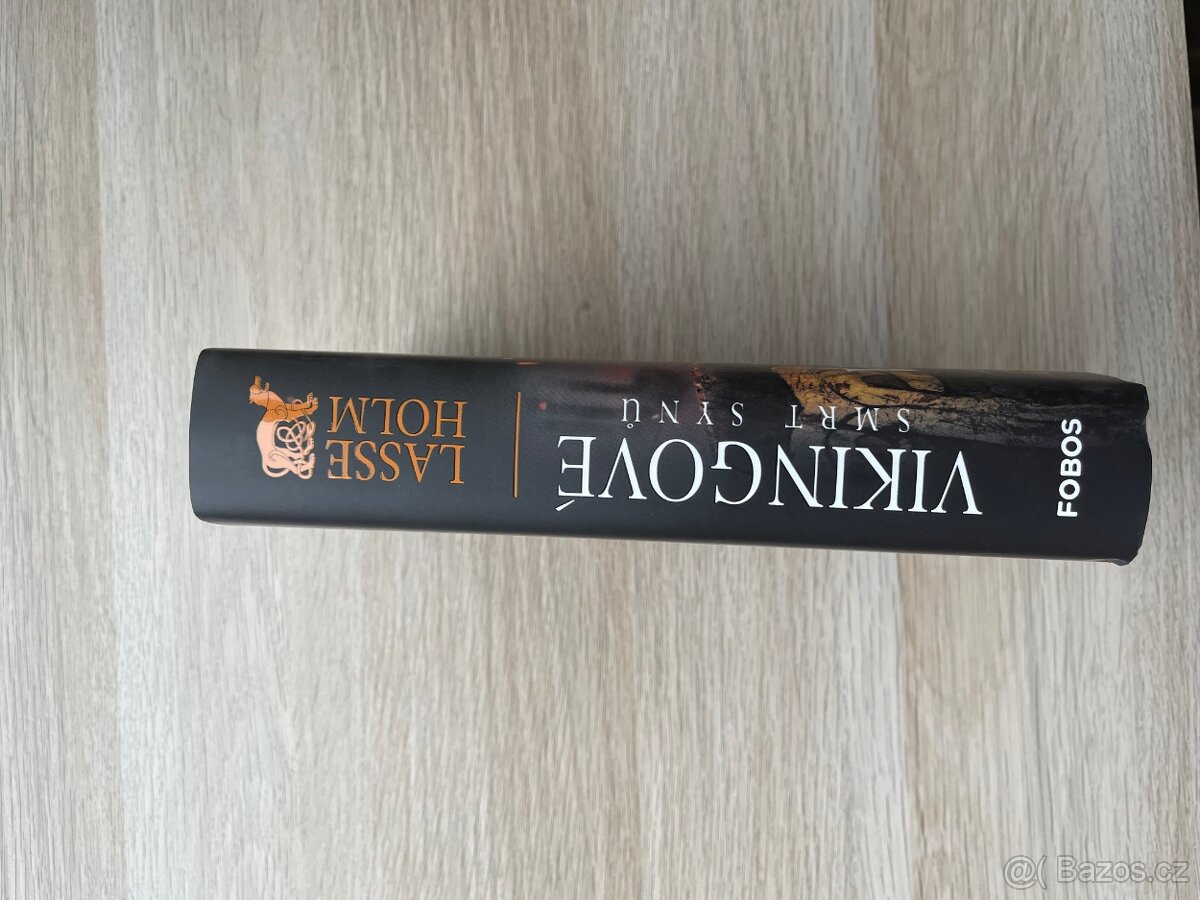 LASSE
HOLM
VIKINGOVÉ
SMRT SYNŮ
FOBOS
@( Bazos.cz